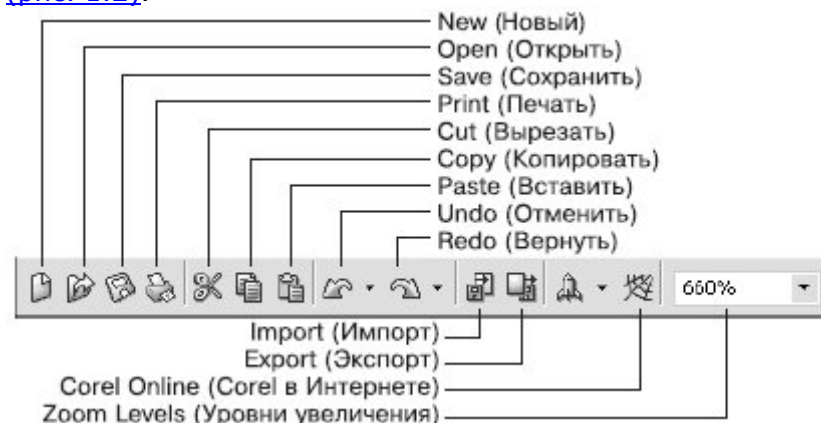 (рис. 1.2).
New (Новый)
Open (Открыть)
Save (Сохранить)
Print (Печать)
Cut (Вырезать)
Copy (Копировать)
Paste (Вставить)
Undo (Отменить)
Redo (Вернуть)
660%
Import (Импорт)
Export (Экспорт)
Corel Online (Corel в Интернете)
Zoom Levels (Уровни увеличения)